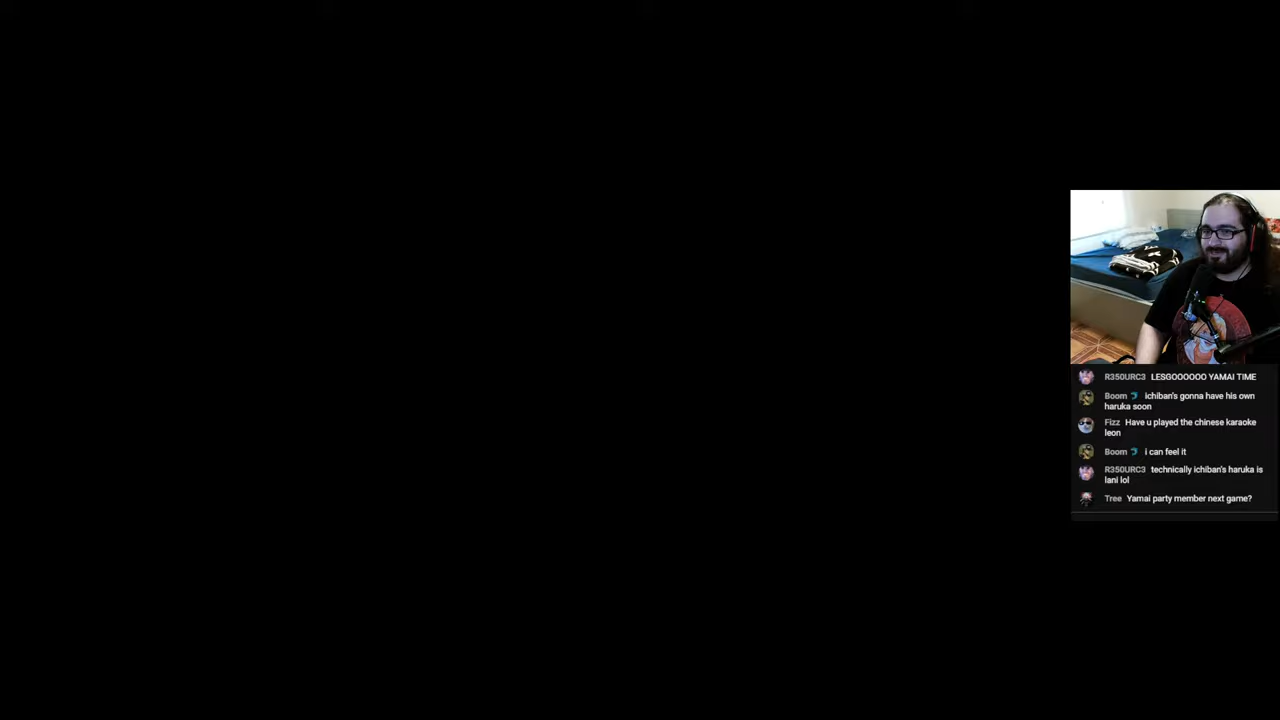 R350URC3 LESGOOOOOO YAMAI TIME
Boom ichiban's gonna have his own
haruka soon
Fizz Have u played the chinese karaoke
leon
Boom i can feel it
R350URC3 technically ichiban's haruka is
lani lol
Tree Yamai party member next game?